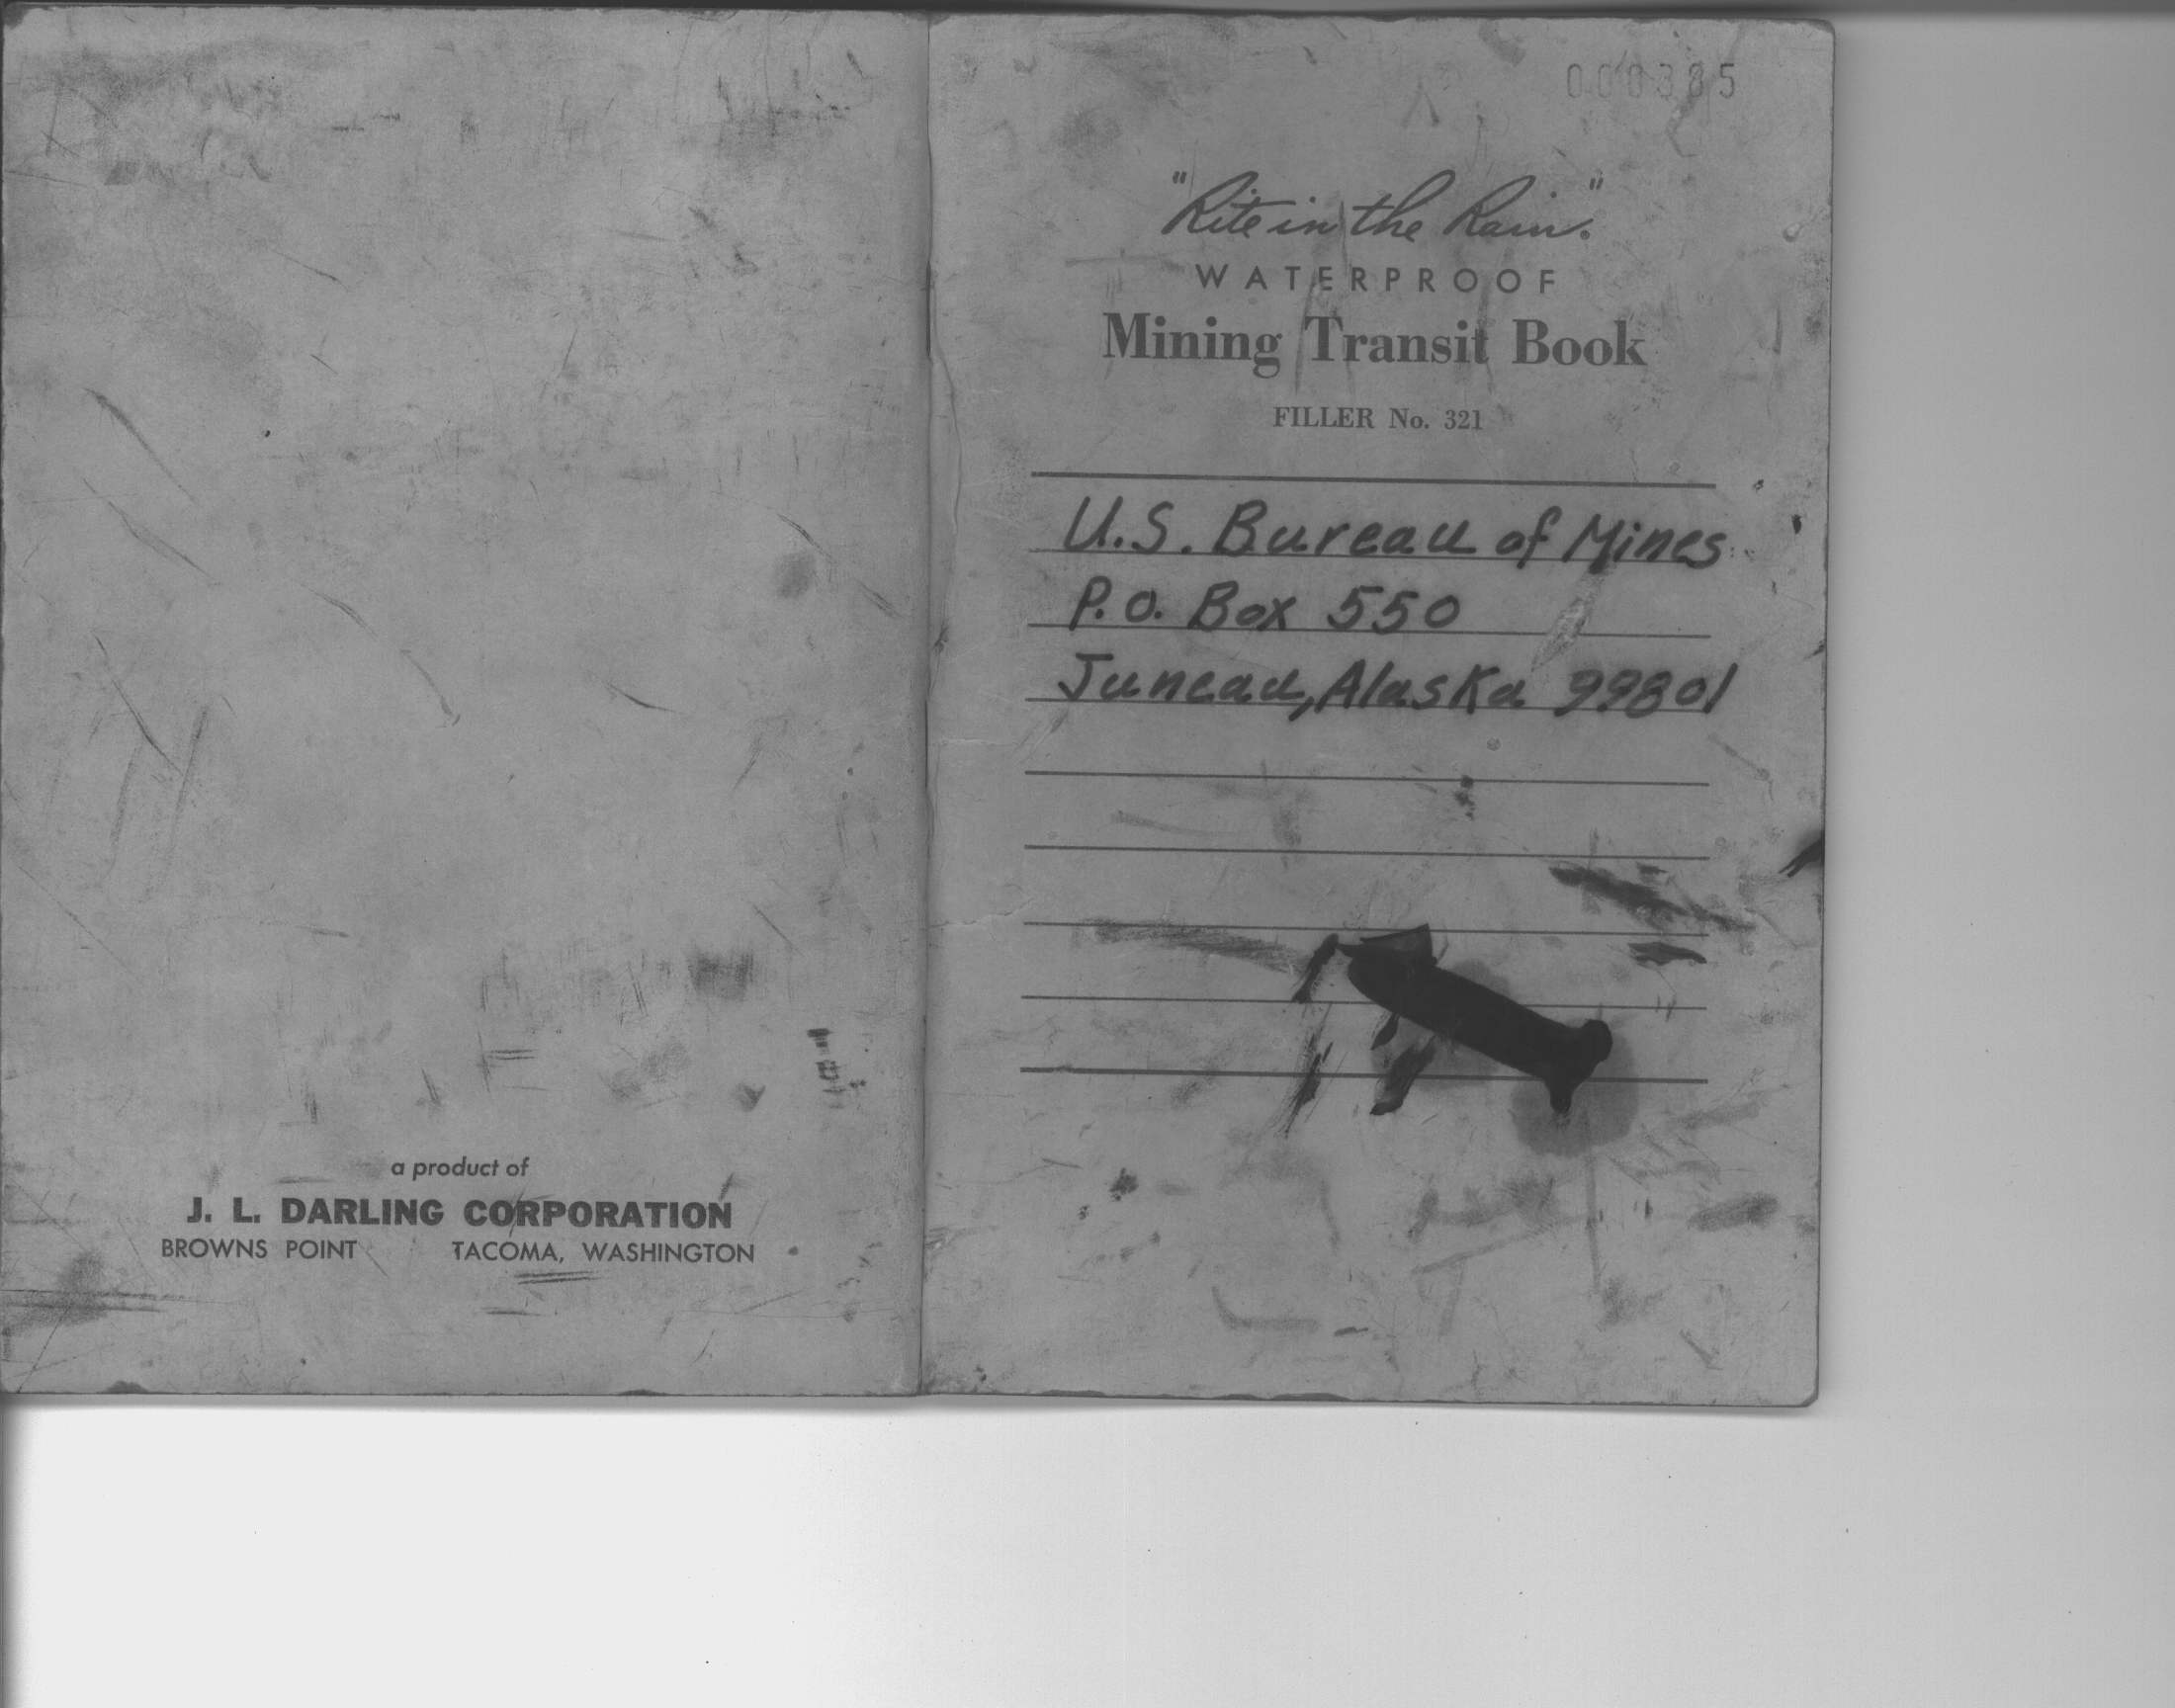 a product of
J. L. DARLING CORPORATION
BROWNS POINT TACOMA, WASHINGTON
000385
"Rite in the Rain."
WATERPROOF
Mining Transit Book
FILLER No. 321
U.S. Bureau of Mines
P.O. Box 550
Juneau, Alaska 99801